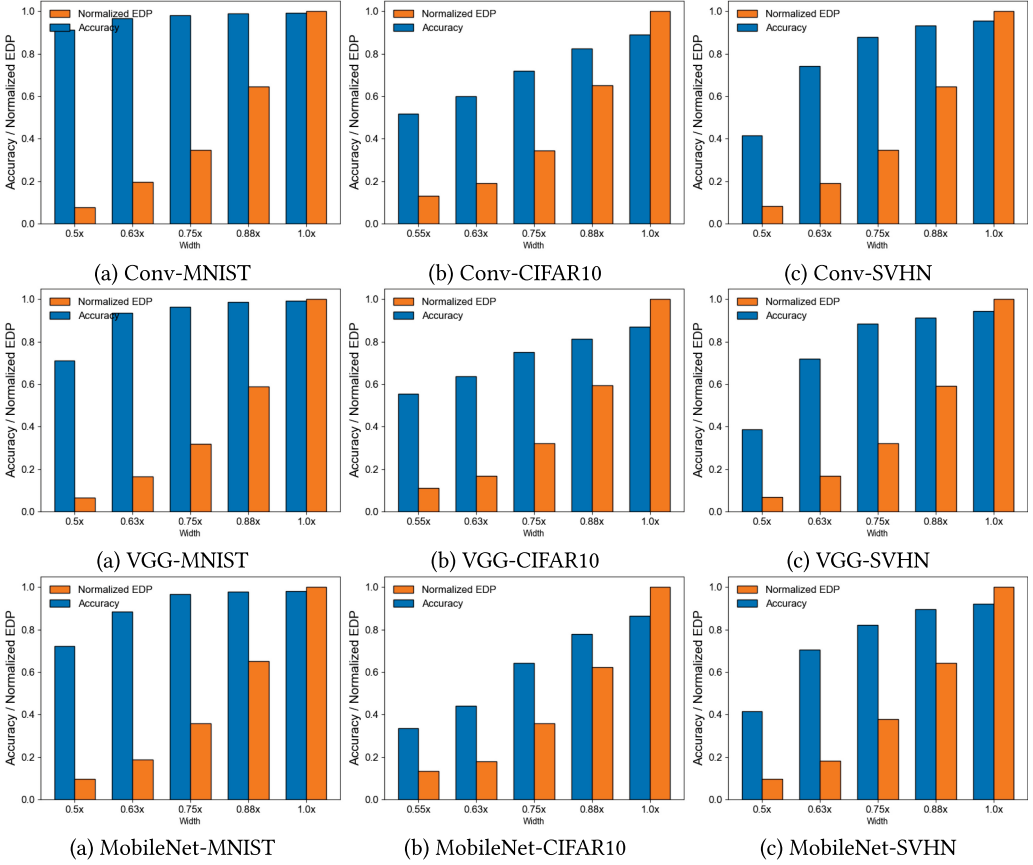 Accuracy / Normalized EDP
1.0
0.8
0.6
0.4
0.2
0.0
Normalized EDP
Accuracy
0.5x 0.63x 0.75x 0.88x 1.0x
Width
(a) Conv-MNIST
Accuracy / Normalized EDP
1.0
0.8
0.6
0.4
0.2
0.0
Normalized EDP
Accuracy
0.55x 0.63x 0.75x 0.88x 1.0x
Width
(b) Conv-CIFAR10
Accuracy / Normalized EDP
1.0
0.8
0.6
0.4
0.2
0.0
Normalized EDP
Accuracy
0.5x 0.63x 0.75x 0.88x 1.0x
Width
(c) Conv-SVHN
Accuracy / Normalized EDP
1.0
0.8
0.6
0.4
0.2
0.0
Normalized EDP
Accuracy
0.5x 0.63x 0.75x 0.88x 1.0x
Width
(a) VGG-MNIST
Accuracy / Normalized EDP
1.0
0.8
0.6
0.4
0.2
0.0
Normalized EDP
Accuracy
0.55x 0.63x 0.75x 0.88x 1.0x
Width
(b) VGG-CIFAR10
Accuracy / Normalized EDP
1.0
0.8
0.6
0.4
0.2
0.0
Normalized EDP
Accuracy
0.5x 0.63x 0.75x 0.88x 1.0x
Width
(c) VGG-SVHN
Accuracy / Normalized EDP
1.0
0.8
0.6
0.4
0.2
0.0
Normalized EDP
Accuracy
0.5x 0.63x 0.75x 0.88x 1.0x
Width
(a) MobileNet-MNIST
Accuracy / Normalized EDP
1.0
0.8
0.6
0.4
0.2
0.0
Normalized EDP
Accuracy
0.55x 0.63x 0.75x 0.88x 1.0x
Width
(b) MobileNet-CIFAR10
Accuracy / Normalized EDP
1.0
0.8
0.6
0.4
0.2
0.0
Normalized EDP
Accuracy
0.5x 0.63x 0.75x 0.88x 1.0x
Width
(c) MobileNet-SVHN